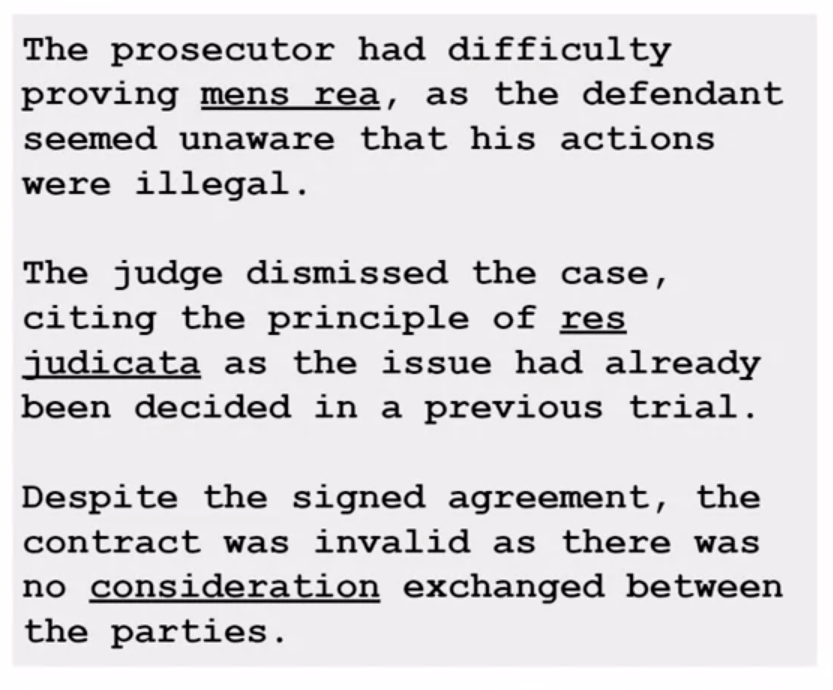 The prosecutor had difficulty
proving mens rea, as the defendant
seemed unaware that his actions
were illegal.
The judge dismissed the case,
citing the principle of res
judicata as the issue had already
been decided in a previous trial.
Despite the signed agreement, the
contract was invalid as there was
no consideration exchanged between
the parties.